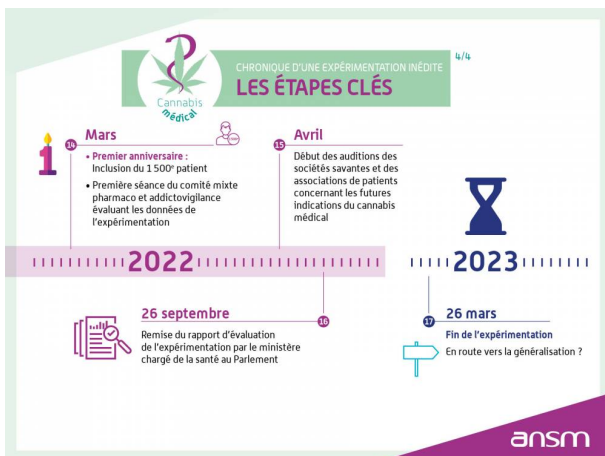 CHRONIQUE D'UNE EXPÉRIMENTATION INÉDITE
4/4
LES ÉTAPES CLÉS
Cannabis
médical
1
14
Mars
• Premier anniversaire :
Inclusion du 1 500e patient
• Première séance du comité mixte
pharmaco et addictovigilance
évaluant les données de
l'expérimentation
15
Avril
Début des auditions des
sociétés savantes et des
associations de patients
concernant les futures
indications du cannabis
médical
2022
2023
26 septembre
16
Remise du rapport d'évaluation
de l'expérimentation par le ministère
chargé de la santé au Parlement
17
26 mars
Fin de l'expérimentation
En route vers la généralisation ?
ansm